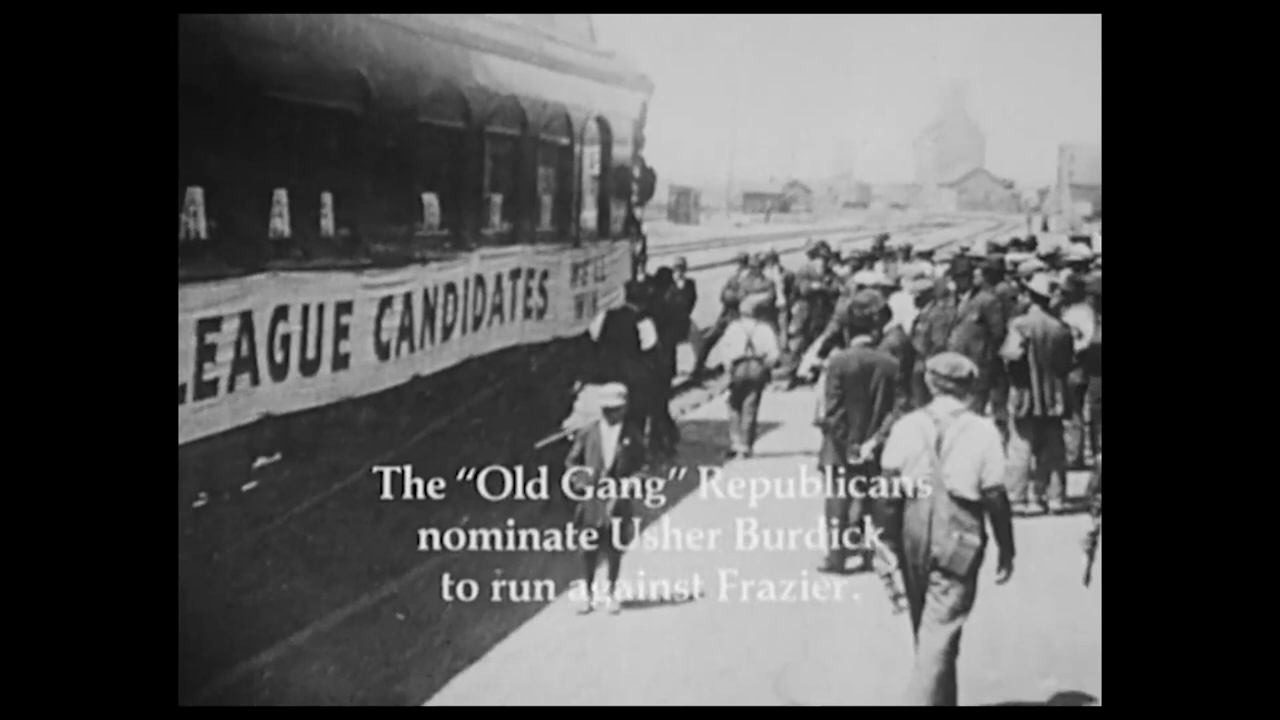 LEAGUE CANDIDATES
The “Old Gang” Republicans
nominate Usher Burdick
to run against Frazier.